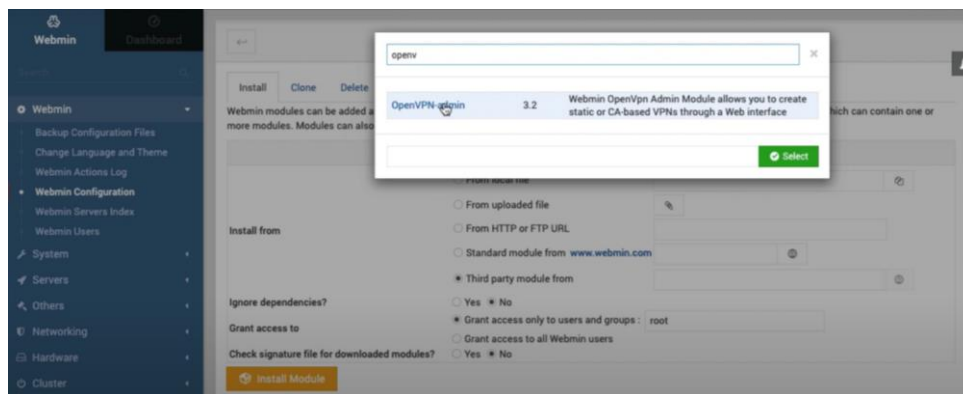 Webmin
Dashboard
Search
Webmin
Backup Configuration Files
Change Language and Theme
Webmin Actions Log
Webmin Configuration
Webmin Servers Index
Webmin Users
System
Servers
Others
Networking
Hardware
Cluster
openv
OpenVPN-admin 3.2 Webmin OpenVpn Admin Module allows you to create
static or CA-based VPNs through a Web interface
Select
Install Clone Delete
Webmin modules can be added a hich can contain one or
more modules. Modules can also
Install from
From local file
From uploaded file
From HTTP or FTP URL
Standard module from www.webmin.com
Third party module from
Ignore dependencies? Yes No
Grant access to
Grant access only to users and groups : root
Grant access to all Webmin users
Check signature file for downloaded modules? Yes No
Install Module